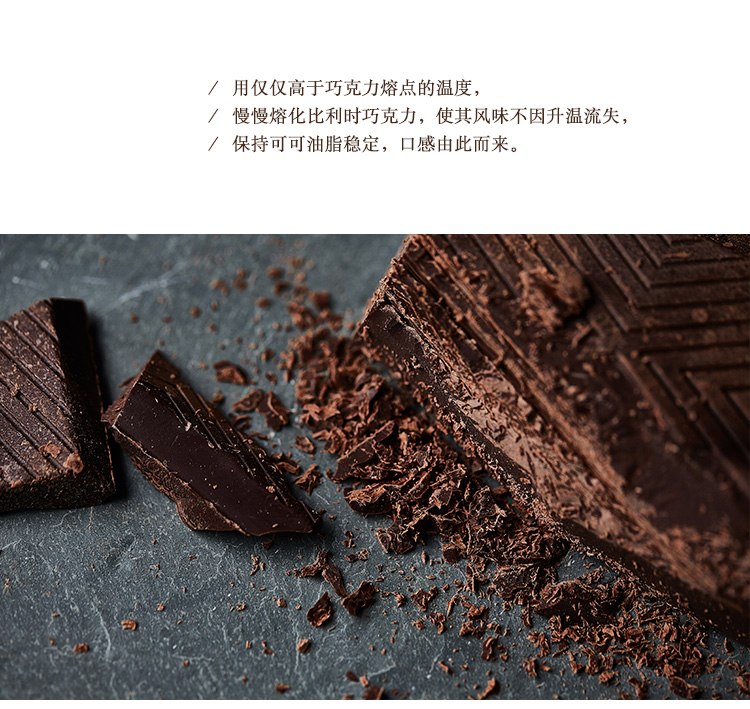 / 用仅仅高于巧克力熔点的温度，
/ 慢慢熔化比利时巧克力，使其风味不因升温流失，
/ 保持可可油脂稳定，口感由此而来。